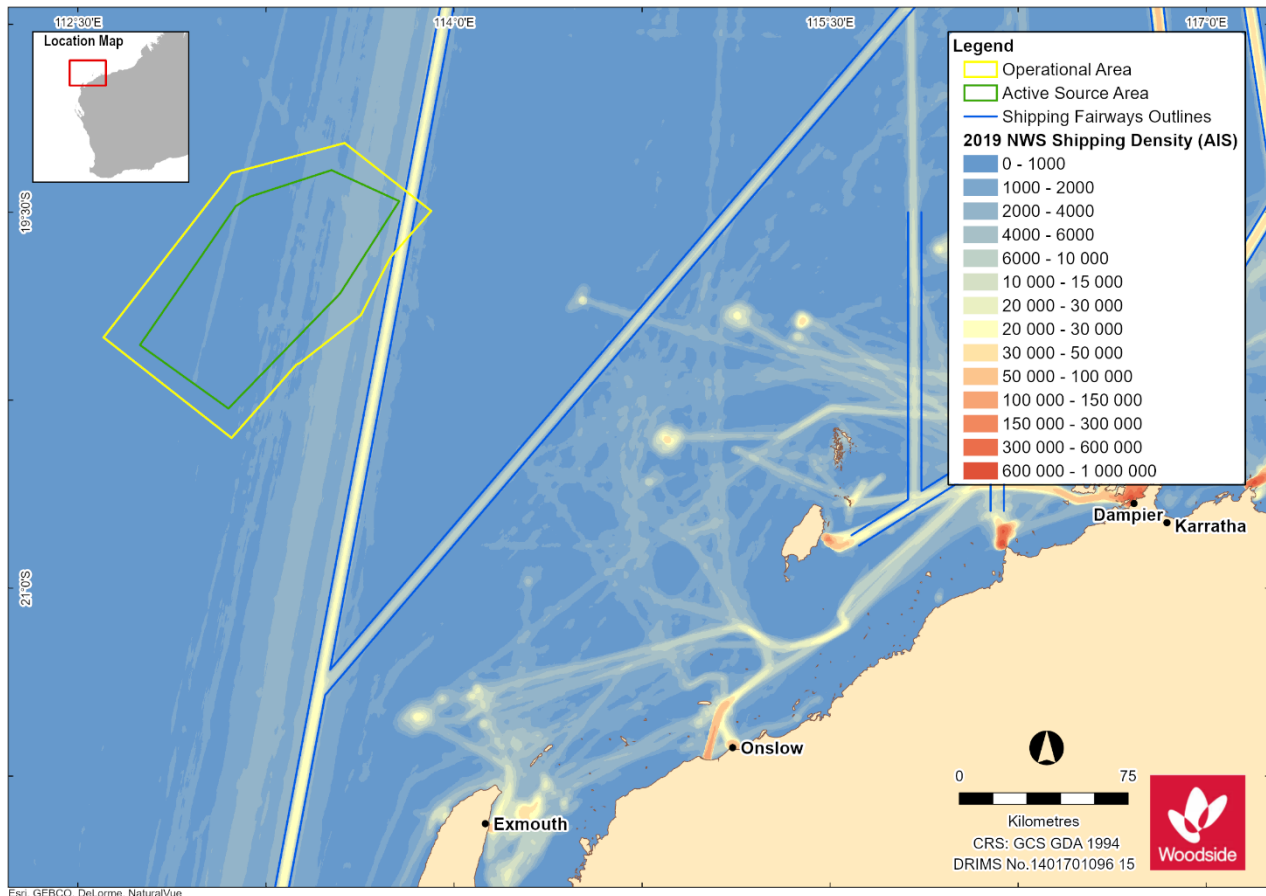 112°30'E
114°0'E
115°30'E
117°0'E
Location Map
19°30'S
21°0'S
Legend
Operational Area
Active Source Area
Shipping Fairways Outlines
2019 NWS Shipping Density (AIS)
0 - 1000
1000 - 2000
2000 - 4000
4000 - 6000
6000 - 10 000
10 000 - 15 000
20 000 - 30 000
20 000 - 30 000
30 000 - 50 000
50 000 - 100 000
100 000 - 150 000
150 000 - 300 000
300 000 - 600 000
600 000 - 1 000 000
Dampier
Karratha
Onslow
Exmouth
0 75
Kilometres
CRS: GCS GDA 1994
DRIMS No.1401701096 15
Woodside
Esri, GEBCO, DeLorme, NaturalVue